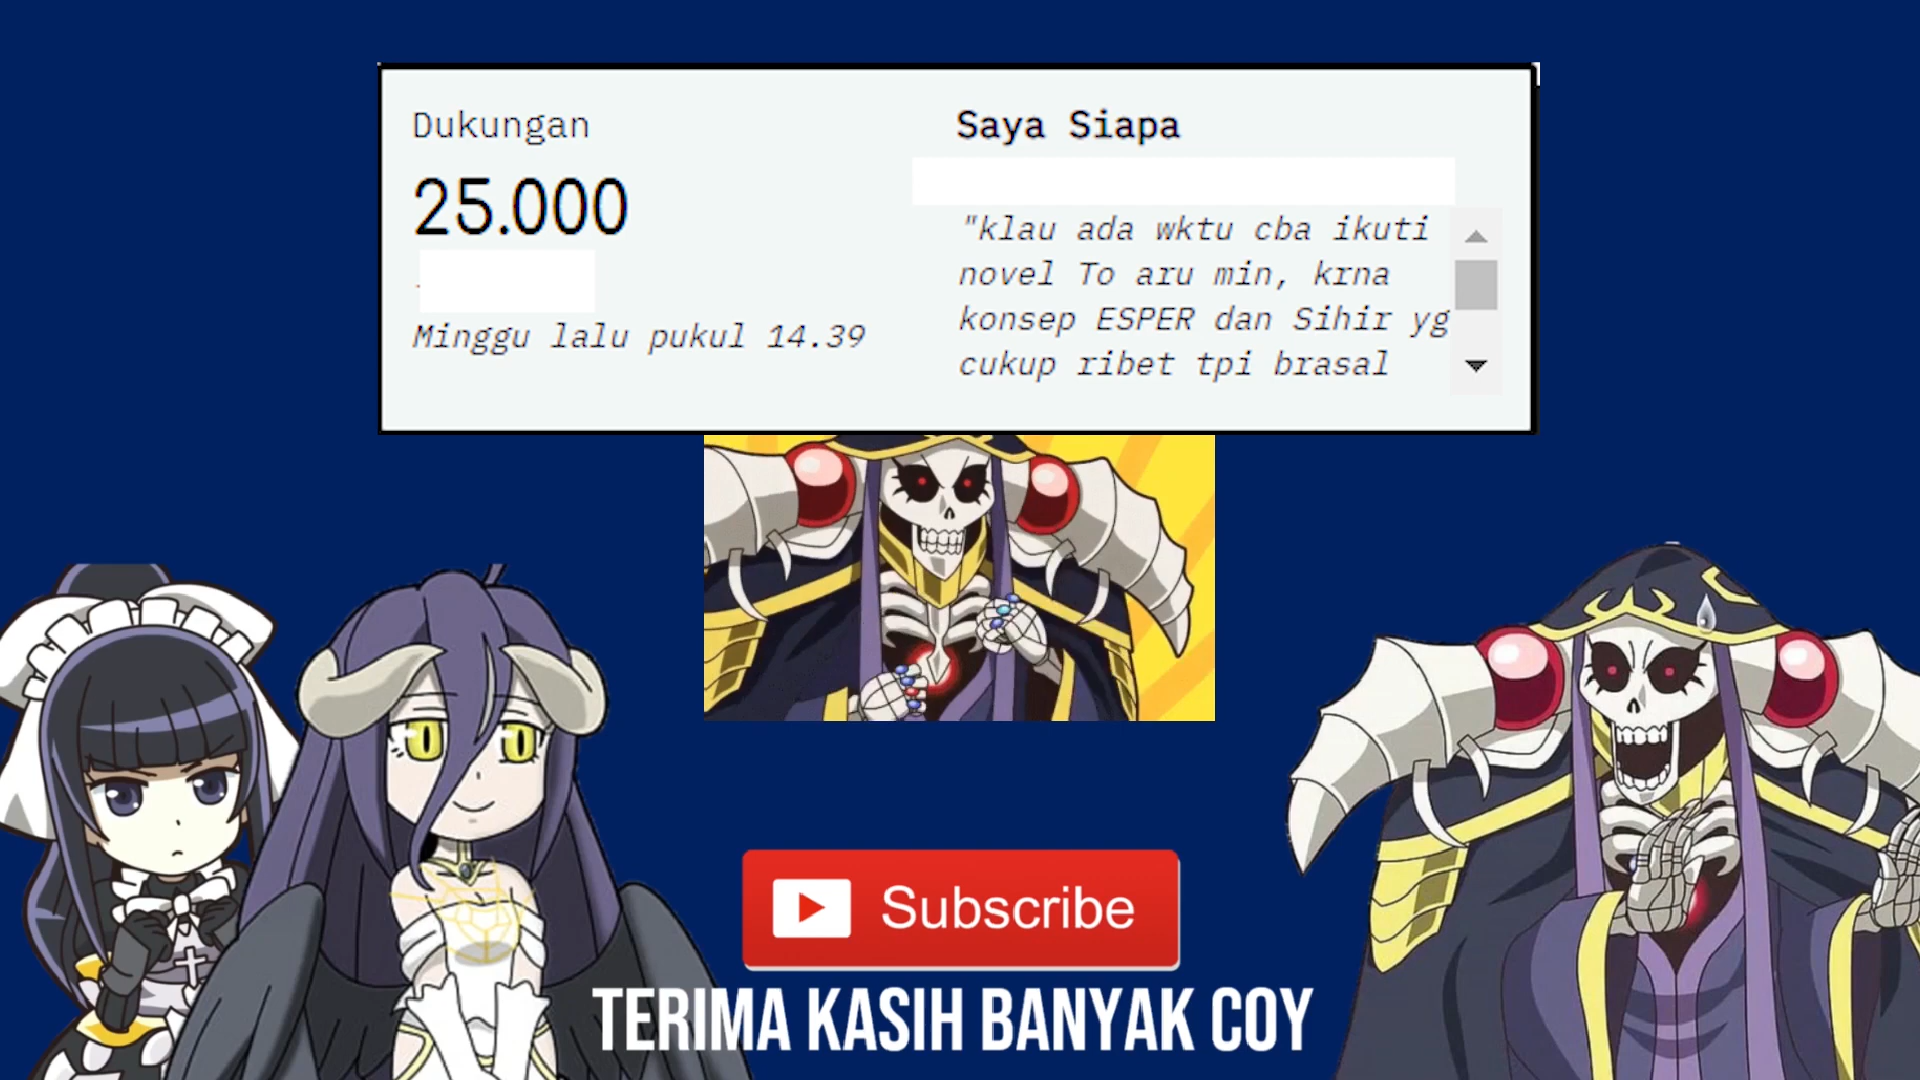 Dukungan
25.000
Minggu lalu pukul 14.39
Saya Siapa
"klau ada wktu cba ikuti
novel To aru min, krna
konsep ESPER dan Sihir yg
cukup ribet tpi brasal
Subscribe
TERIMA KASIH BANYAK COY